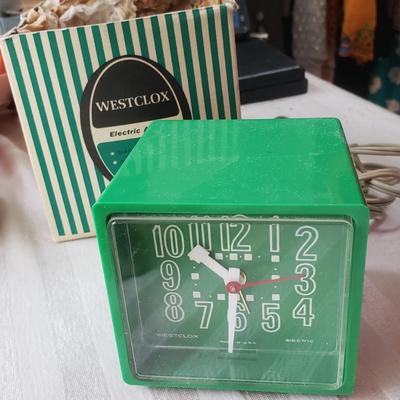 WESTCLOX
Electric
10 11 12 1 2
9 3
8 7 6 5 4
WESTCLOX ELECTRIC